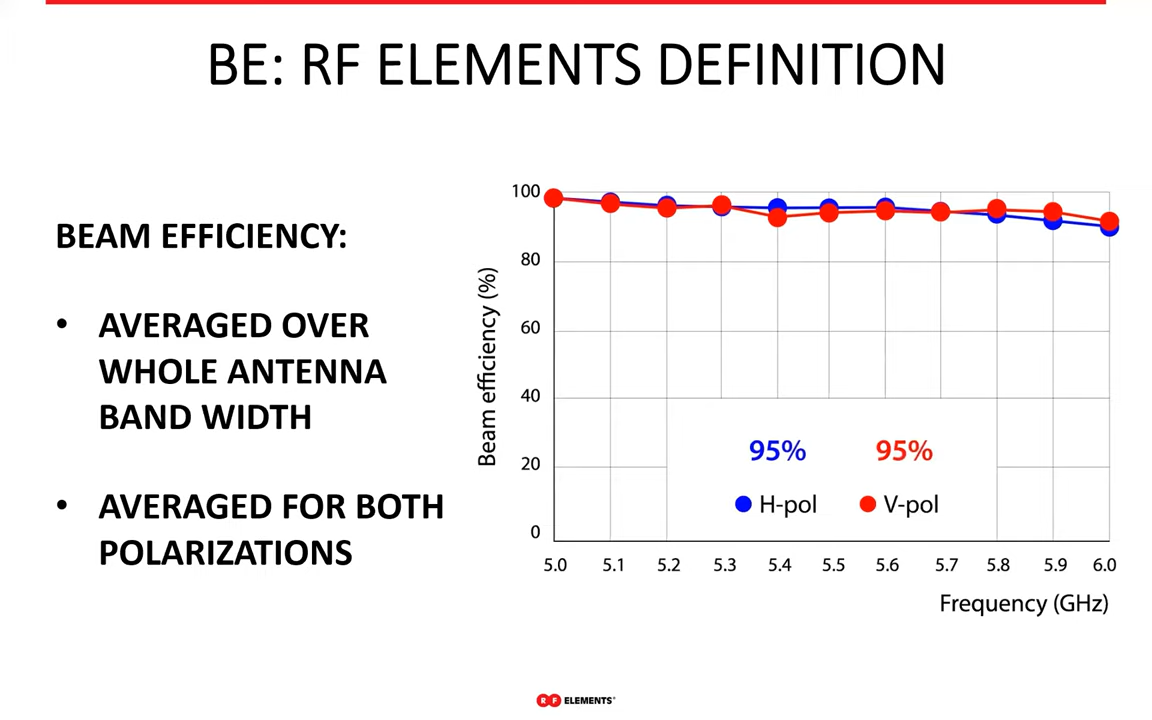 BE: RF ELEMENTS DEFINITION
BEAM EFFICIENCY:
• AVERAGED OVER
WHOLE ANTENNA
BAND WIDTH
• AVERAGED FOR BOTH
POLARIZATIONS
Beam efficiency (%)
100
80
60
40
20
0
95% 95%
H-pol V-pol
5.0 5.1 5.2 5.3 5.4 5.5 5.6 5.7 5.8 5.9 6.0
Frequency (GHz)
RF ELEMENTS